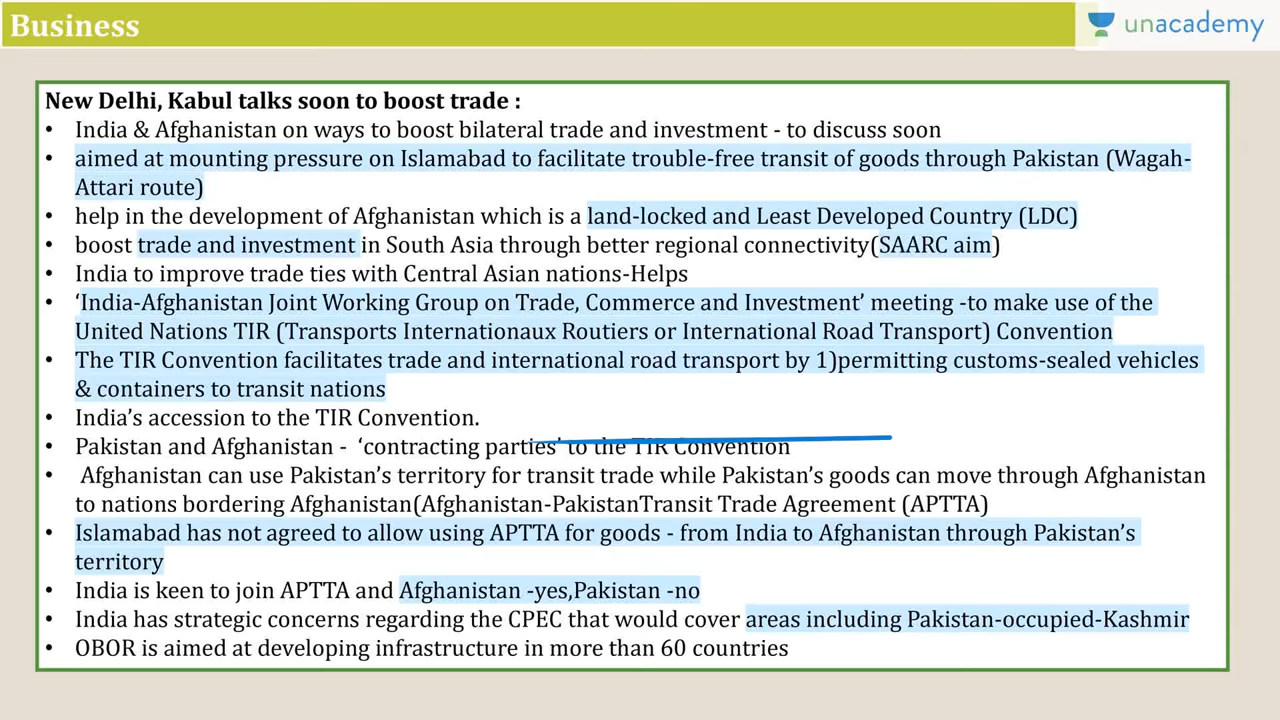 Business
unacademy
New Delhi, Kabul talks soon to boost trade :
• India & Afghanistan on ways to boost bilateral trade and investment - to discuss soon
• aimed at mounting pressure on Islamabad to facilitate trouble-free transit of goods through Pakistan (Wagah-
Attari route)
• help in the development of Afghanistan which is a land-locked and Least Developed Country (LDC)
• boost trade and investment in South Asia through better regional connectivity(SAARC aim)
• India to improve trade ties with Central Asian nations-Helps
• ‘India-Afghanistan Joint Working Group on Trade, Commerce and Investment’ meeting -to make use of the
United Nations TIR (Transports Internationaux Routiers or International Road Transport) Convention
• The TIR Convention facilitates trade and international road transport by 1)permitting customs-sealed vehicles
& containers to transit nations
• India’s accession to the TIR Convention.
• Pakistan and Afghanistan - ‘contracting parties’ to the TIR Convention
• Afghanistan can use Pakistan’s territory for transit trade while Pakistan’s goods can move through Afghanistan
to nations bordering Afghanistan(Afghanistan-PakistanTransit Trade Agreement (APTTA)
• Islamabad has not agreed to allow using APTTA for goods - from India to Afghanistan through Pakistan’s
territory
• India is keen to join APTTA and Afghanistan -yes,Pakistan -no
• India has strategic concerns regarding the CPEC that would cover areas including Pakistan-occupied-Kashmir
• OBOR is aimed at developing infrastructure in more than 60 countries